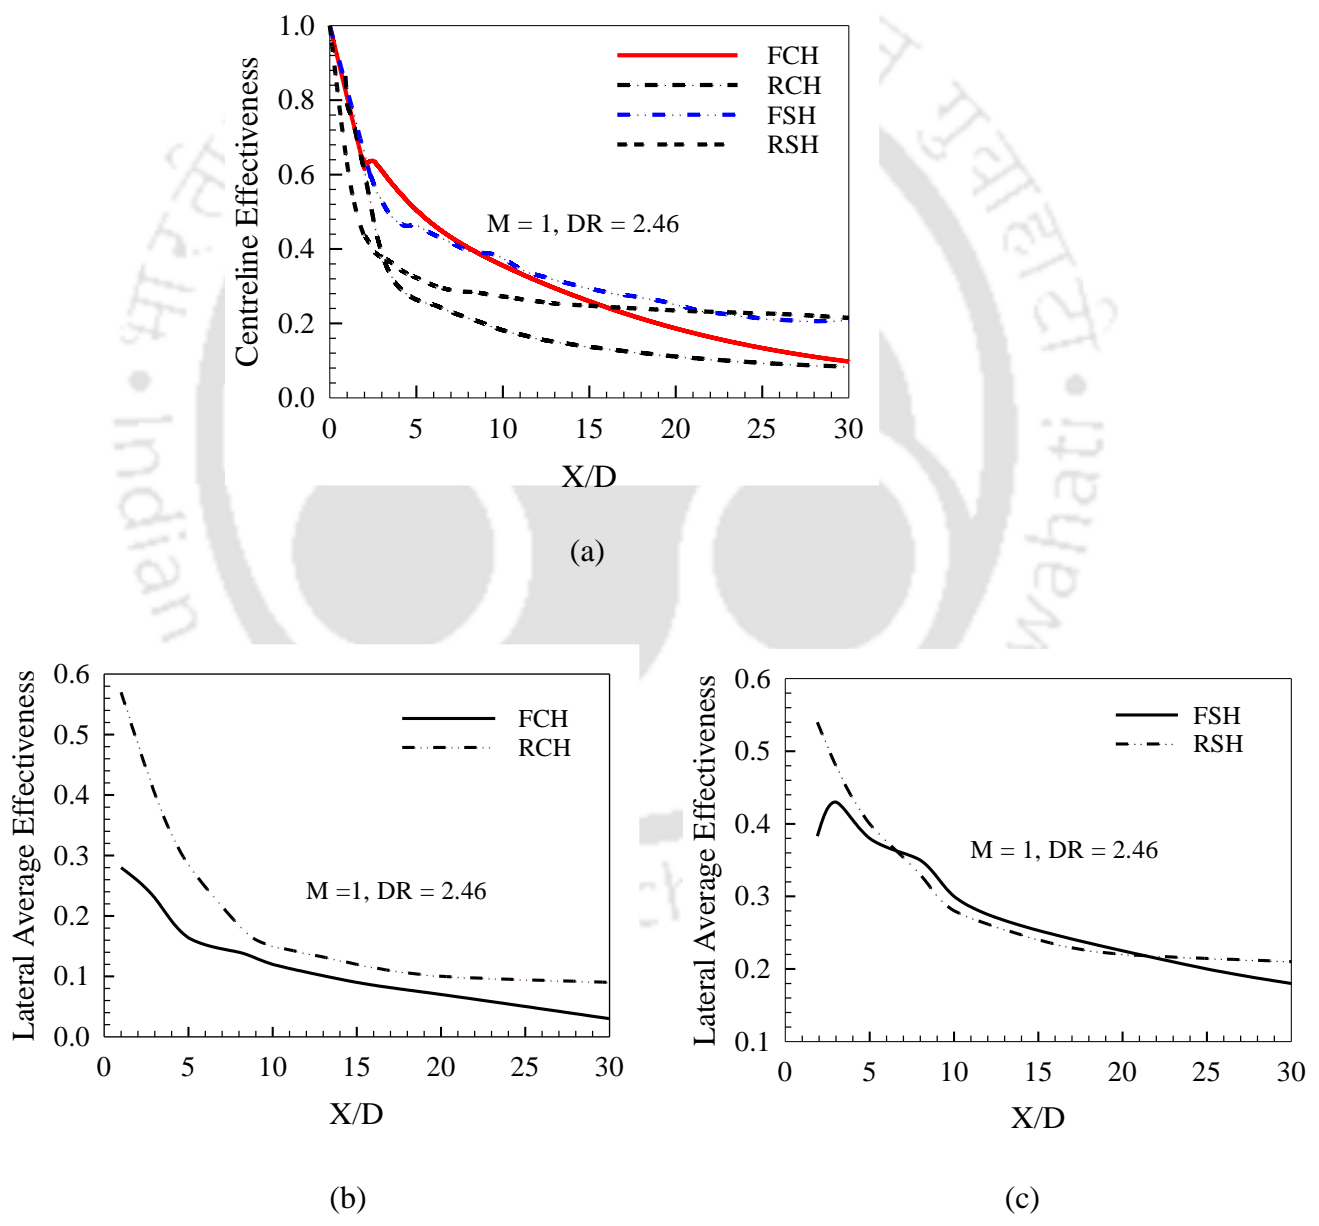 1.0
0.8
0.6
0.4
0.2
0.0
Centreline Effectiveness
FCH
RCH
FSH
RSH
M = 1, DR = 2.46
0 5 10 15 20 25 30
X/D
(a)
Indian
wahati
0.6
0.5
0.4
0.3
0.2
0.1
0.0
Lateral Average Effectiveness
FCH
RCH
M =1, DR = 2.46
0 5 10 15 20 25 30
X/D
(b)
0.6
0.5
0.4
0.3
0.2
0.1
Lateral Average Effectiveness
FSH
RSH
M = 1, DR = 2.46
0 5 10 15 20 25 30
X/D
(c)